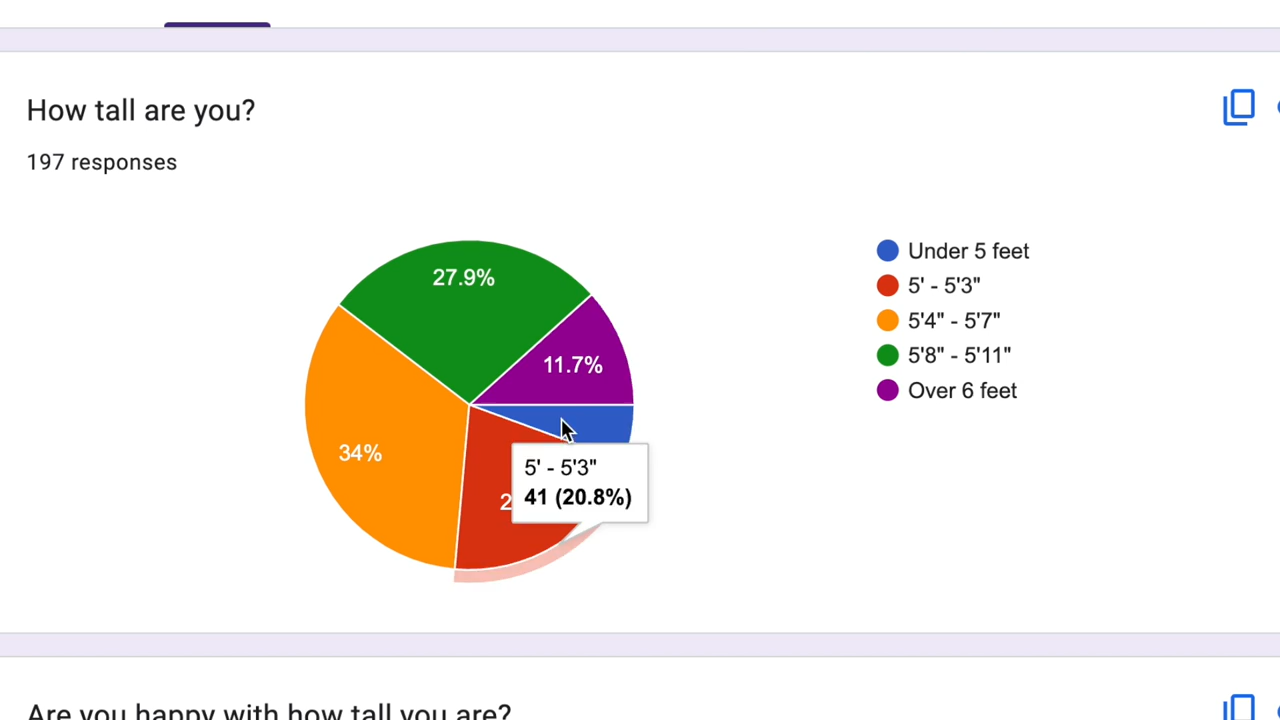 How tall are you?
197 responses
27.9%
11.7%
34%
5' - 5'3"
41 (20.8%)
Under 5 feet
5' - 5'3"
5'4" - 5'7"
5'8" - 5'11"
Over 6 feet
Are you happy with how tall you are?